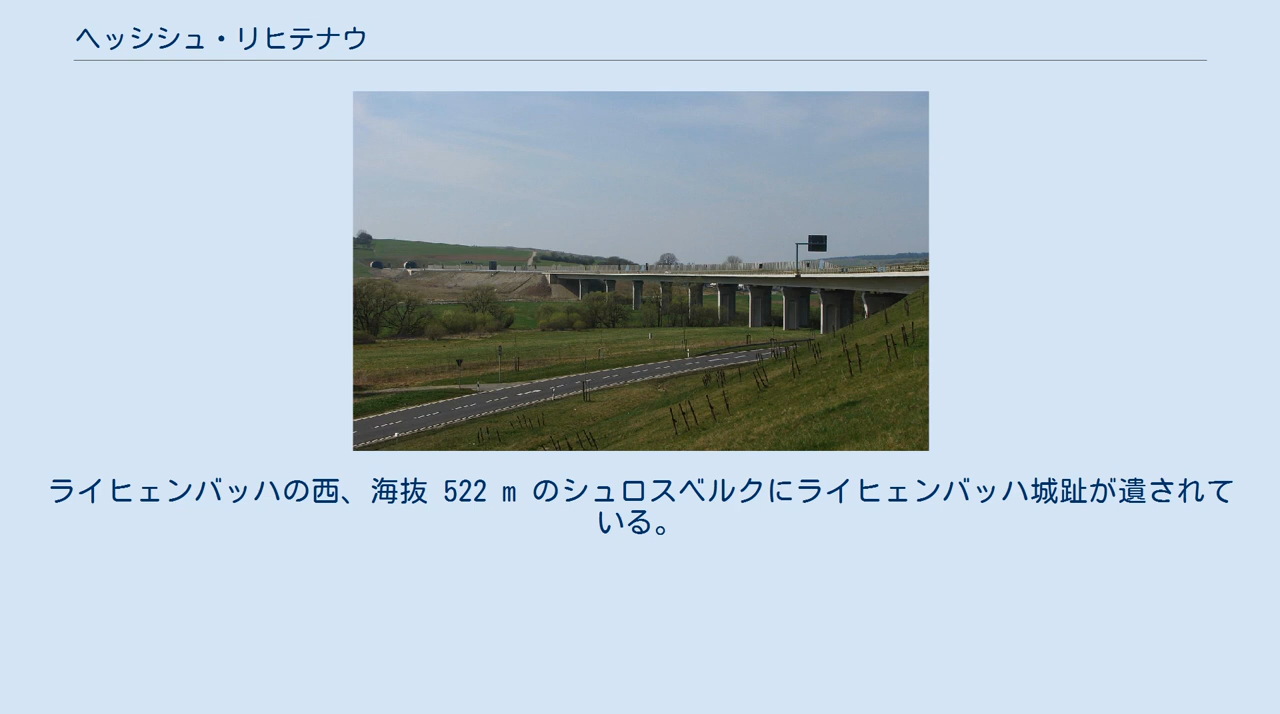 ヘッシシュ・リヒテナウ
ライヒェンバッハの西、海抜 522 m のシュロスベルクにライヒェンバッハ城趾が遺されて
いる。